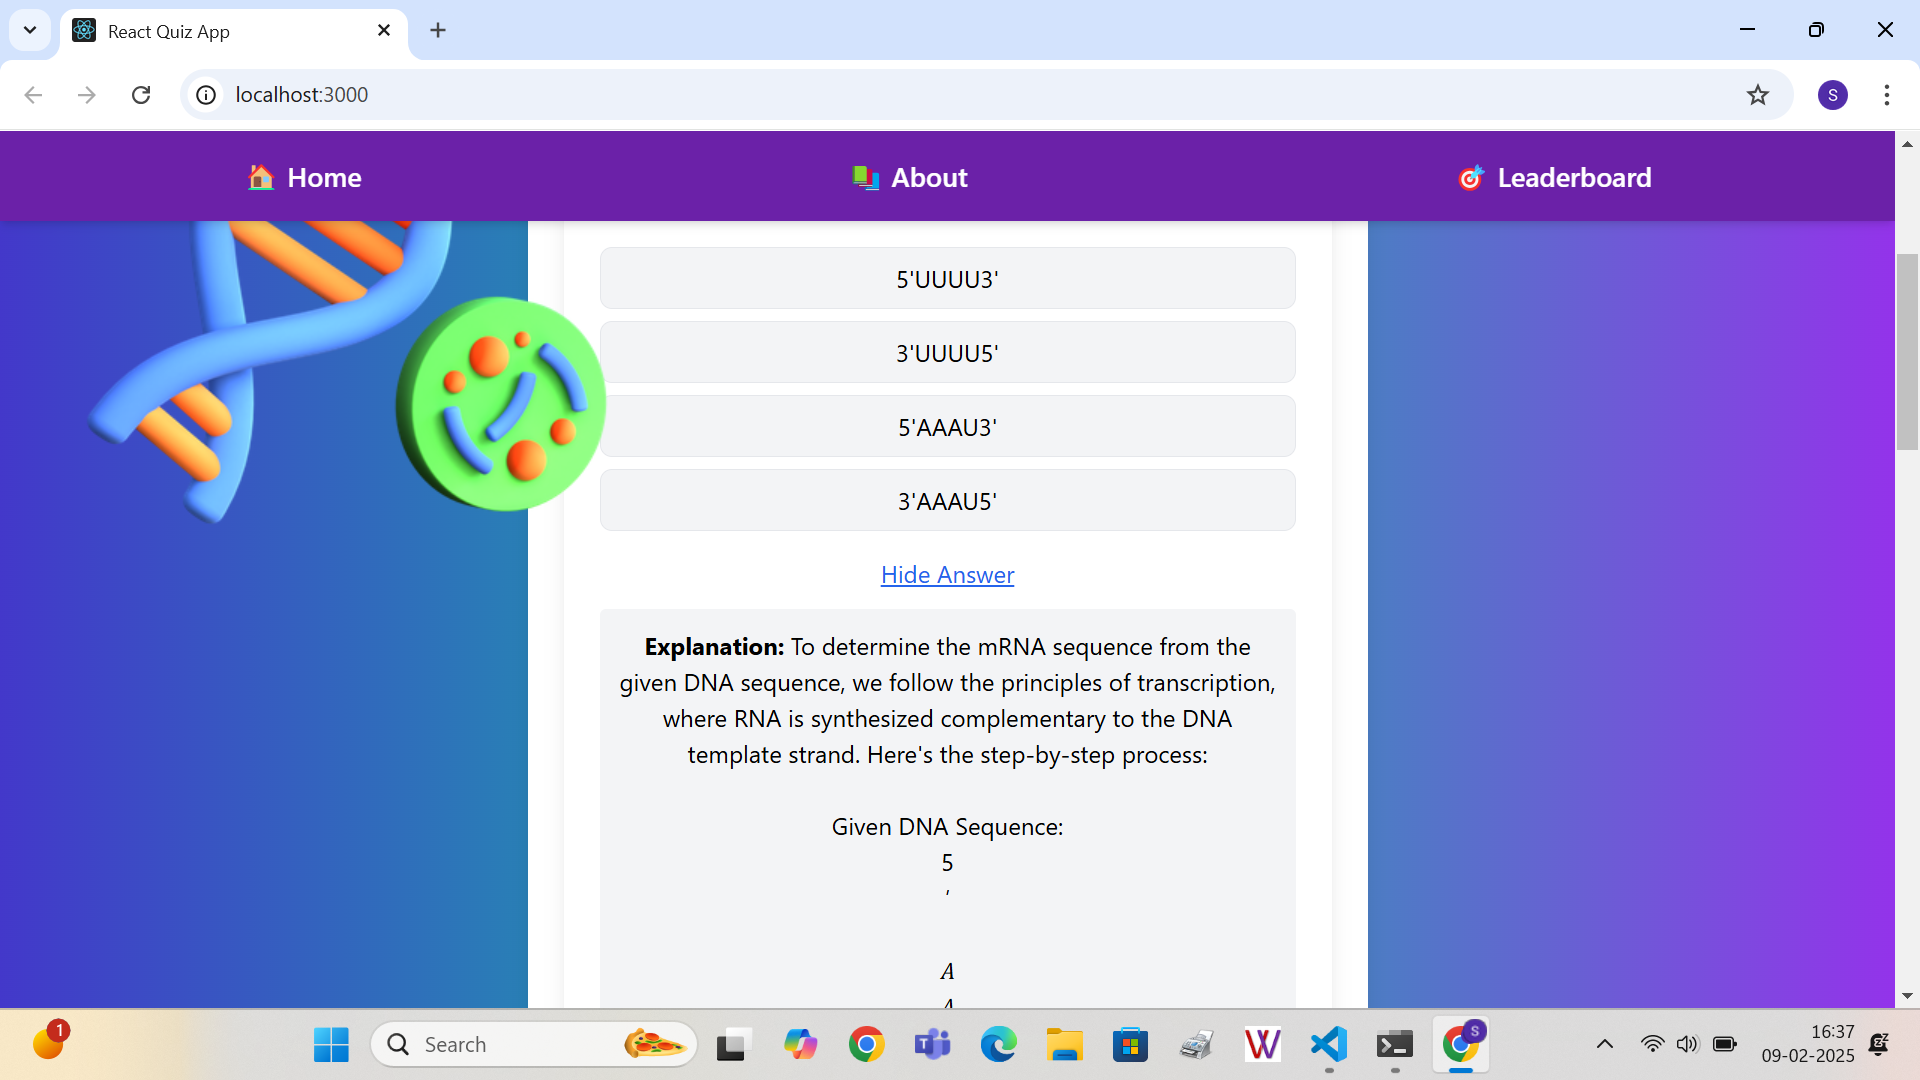 React Quiz App
localhost:3000
S
Home
About
Leaderboard
5'UUUU3'
3'UUUU5'
5'AAAU3'
3'AAAU5'
Hide Answer
Explanation: To determine the mRNA sequence from the
given DNA sequence, we follow the principles of transcription,
where RNA is synthesized complementary to the DNA
template strand. Here's the step-by-step process:
Given DNA Sequence:
5
′
A
A
1
Search
T
W
S
16:37
09-02-2025